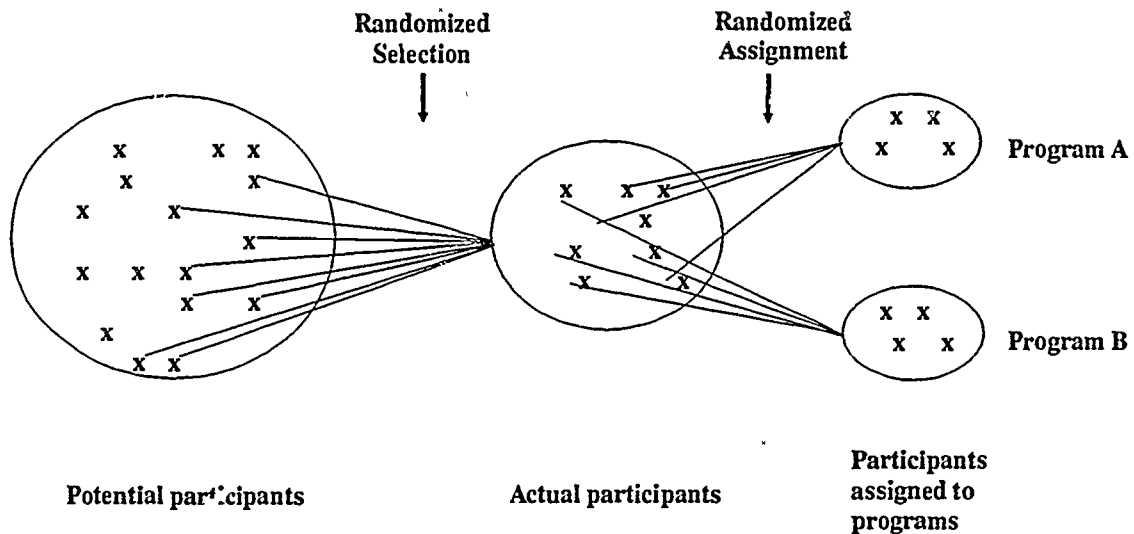 Randomized
Selection
Randomized
Assignment
x x x
x x
x x
x
x x x
x x
x
x x
x x x
x
x x
x x
x x
x x
Program A
x x
x x
Program B
Potential participants
Actual participants
Participants
assigned to
programs